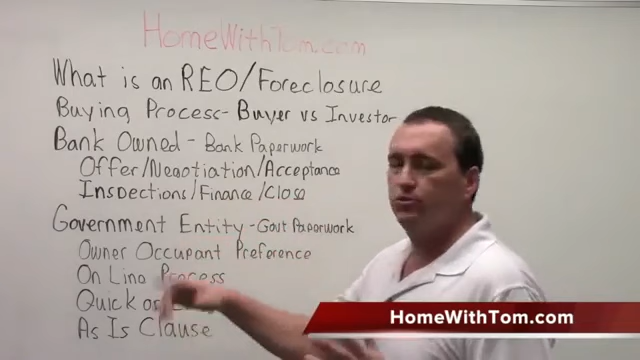 HomeWithTom.com
What is an REO/Foreclosure
Buying Process- Buyer vs Investor
Bank Owned - Bank Paperwork
Offer/Negotiation/Acceptance
Inspections/Finance/Close
Government Entity - Govt Paperwork
Owner Occupant Preference
On Line Process
Quick or
As Is Clause
HomeWithTom.com